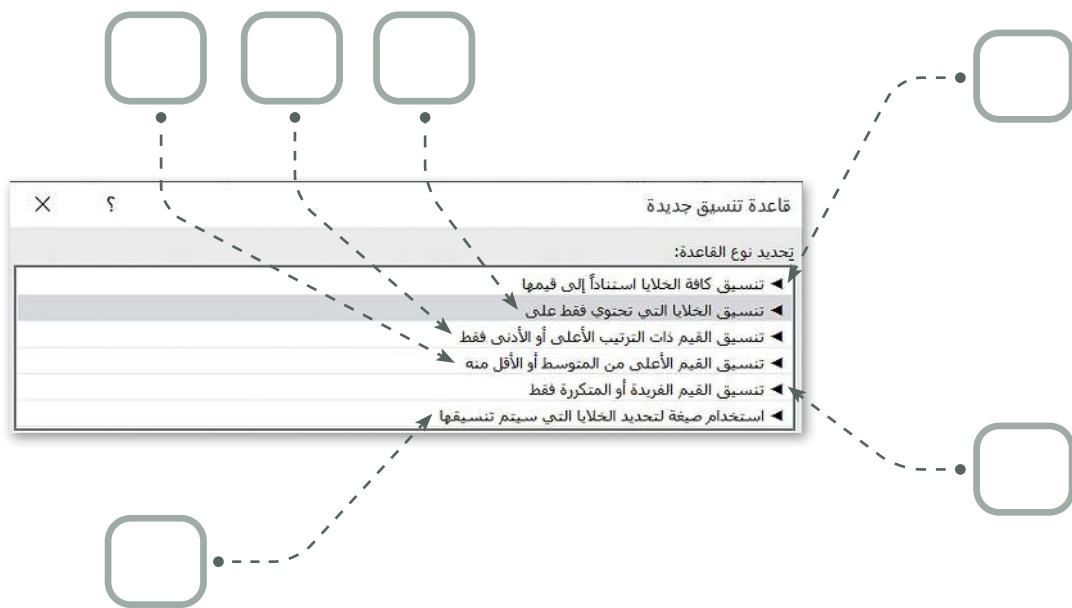 قاعدة تنسيق جديدة ؟ ×
تحديد نوع القاعدة:
◄ تنسيق كافة الخلايا استناداً إلى قيمها
◄ تنسيق الخلايا التي تحتوي فقط على
◄ تنسيق القيم ذات الترتيب الأعلى أو الأدنى فقط
◄ تنسيق القيم الأعلى من المتوسط أو الأقل منه
◄ تنسيق القيم الفريدة أو المتكررة فقط
◄ استخدام صيغة لتحديد الخلايا التي سيتم تنسيقها